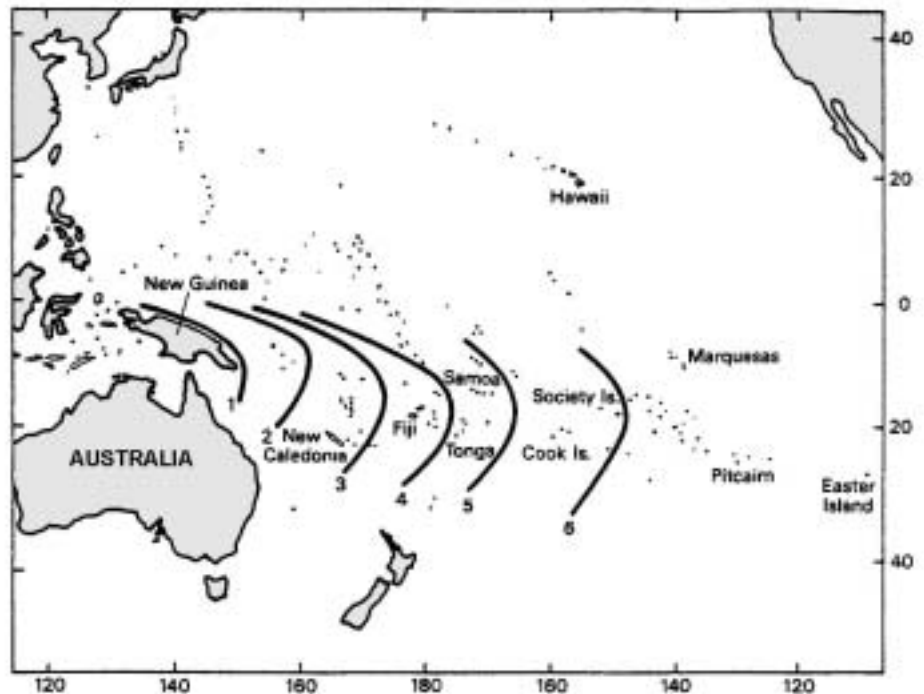 40
20
Hawaii
New Guinea
0
Marquesas
Samoa
Society Is.
1
2
New
Caledonia
Fiji
Tonga
Cook Is.
AUSTRALIA
3
4
5
6
Pitcairn
Easter
Island
20
40
120
140
160
180
160
140
120